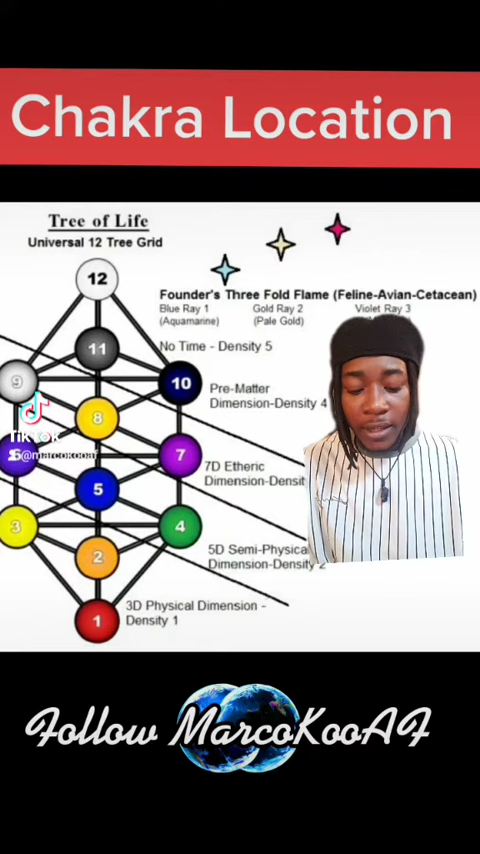 Chakra Location
Tree of Life
Universal 12 Tree Grid
12
Founder's Three Fold Flame (Feline-Avian-Cetacean)
Blue Ray 1 Gold Ray 2 Violet Ray 3
(Aquamarine) (Pale Gold)
11 No Time - Density 5
9 10 Pre-Matter
Dimension-Density 4
8
TikTok
@marcokooaf
7 7D Etheric
Dimension-Densit
5
3 4
5D Semi-Physica
2 Dimension-Density 2
3D Physical Dimension -
1 Density 1
Follow MarcoKooAF